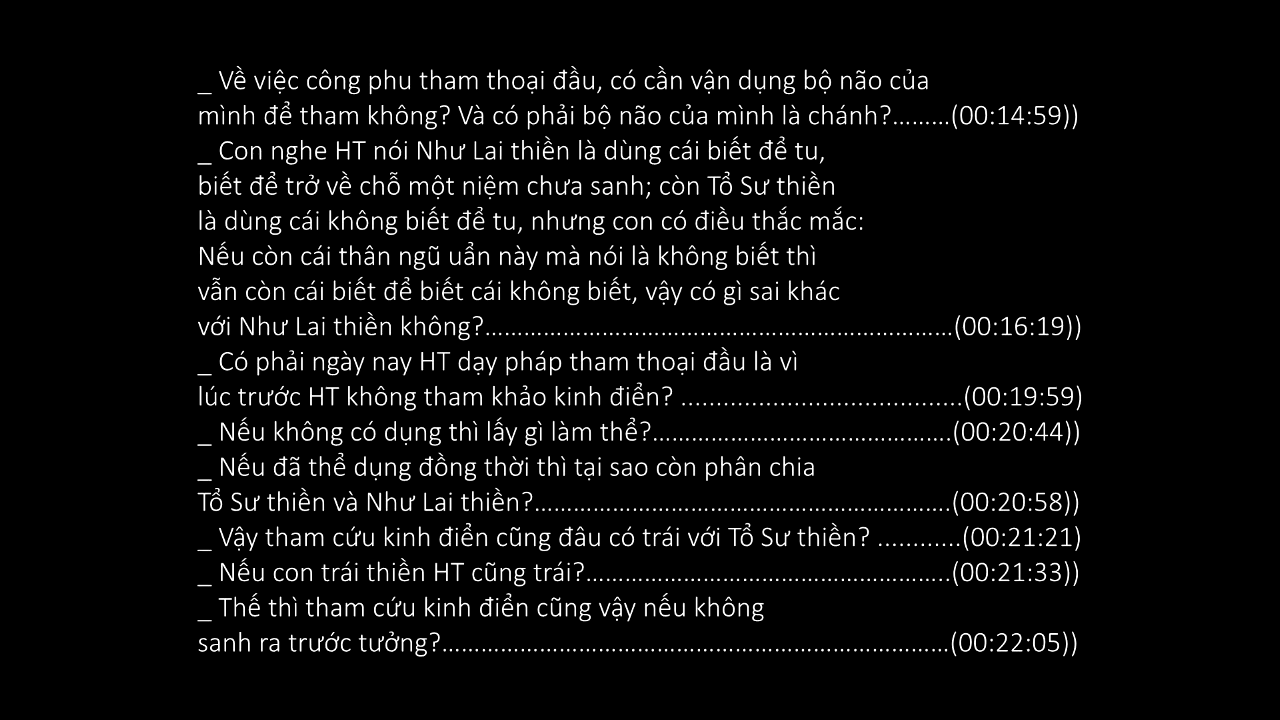 _ Về việc công phu tham thoại đầu, có cần vận dụng bộ não của
mình để tham không? Và có phải bộ não của mình là chánh?.........(00:14:59))
_ Con nghe HT nói Như Lai thiền là dùng cái biết để tu,
biết để trở về chỗ một niệm chưa sanh; còn Tổ Sư thiền
là dùng cái không biết để tu, nhưng con có điều thắc mắc:
Nếu còn cái thân ngũ uẩn này mà nói là không biết thì
vẫn còn cái biết để biết cái không biết, vậy có gì sai khác
với Như Lai thiền không?........................................................................(00:16:19))
_ Có phải ngày nay HT dạy pháp tham thoại đầu là vì
lúc trước HT không tham khảo kinh điển? ........................................(00:19:59)
_ Nếu không có dụng thì lấy gì làm thể?..............................................(00:20:44))
_ Nếu đã thể dụng đồng thời thì tại sao còn phân chia
Tổ Sư thiền và Như Lai thiền?................................................................(00:20:58))
_ Vậy tham cứu kinh điển cũng đâu có trái với Tổ Sư thiền? ............(00:21:21)
_ Nếu con trái thiền HT cũng trái?........................................................(00:21:33))
_ Thế thì tham cứu kinh điển cũng vậy nếu không
sanh ra trước tưởng?..............................................................................(00:22:05))